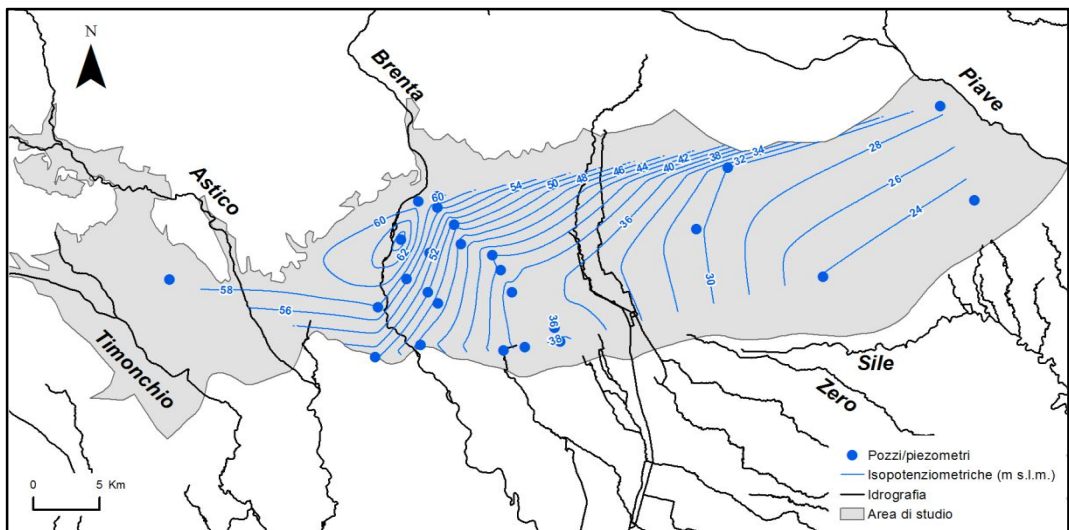 N
Brenta
Piave
Astico
Timonchio
Sile
Zero
60
62
60
54
50
48
46
44
42
40
38
36
34
32
52
58
56
36
38
30
28
26
24
0 5 Km
Pozzi/piezometri
Isopotenziometriche (m s.l.m.)
Idrografia
Area di studio